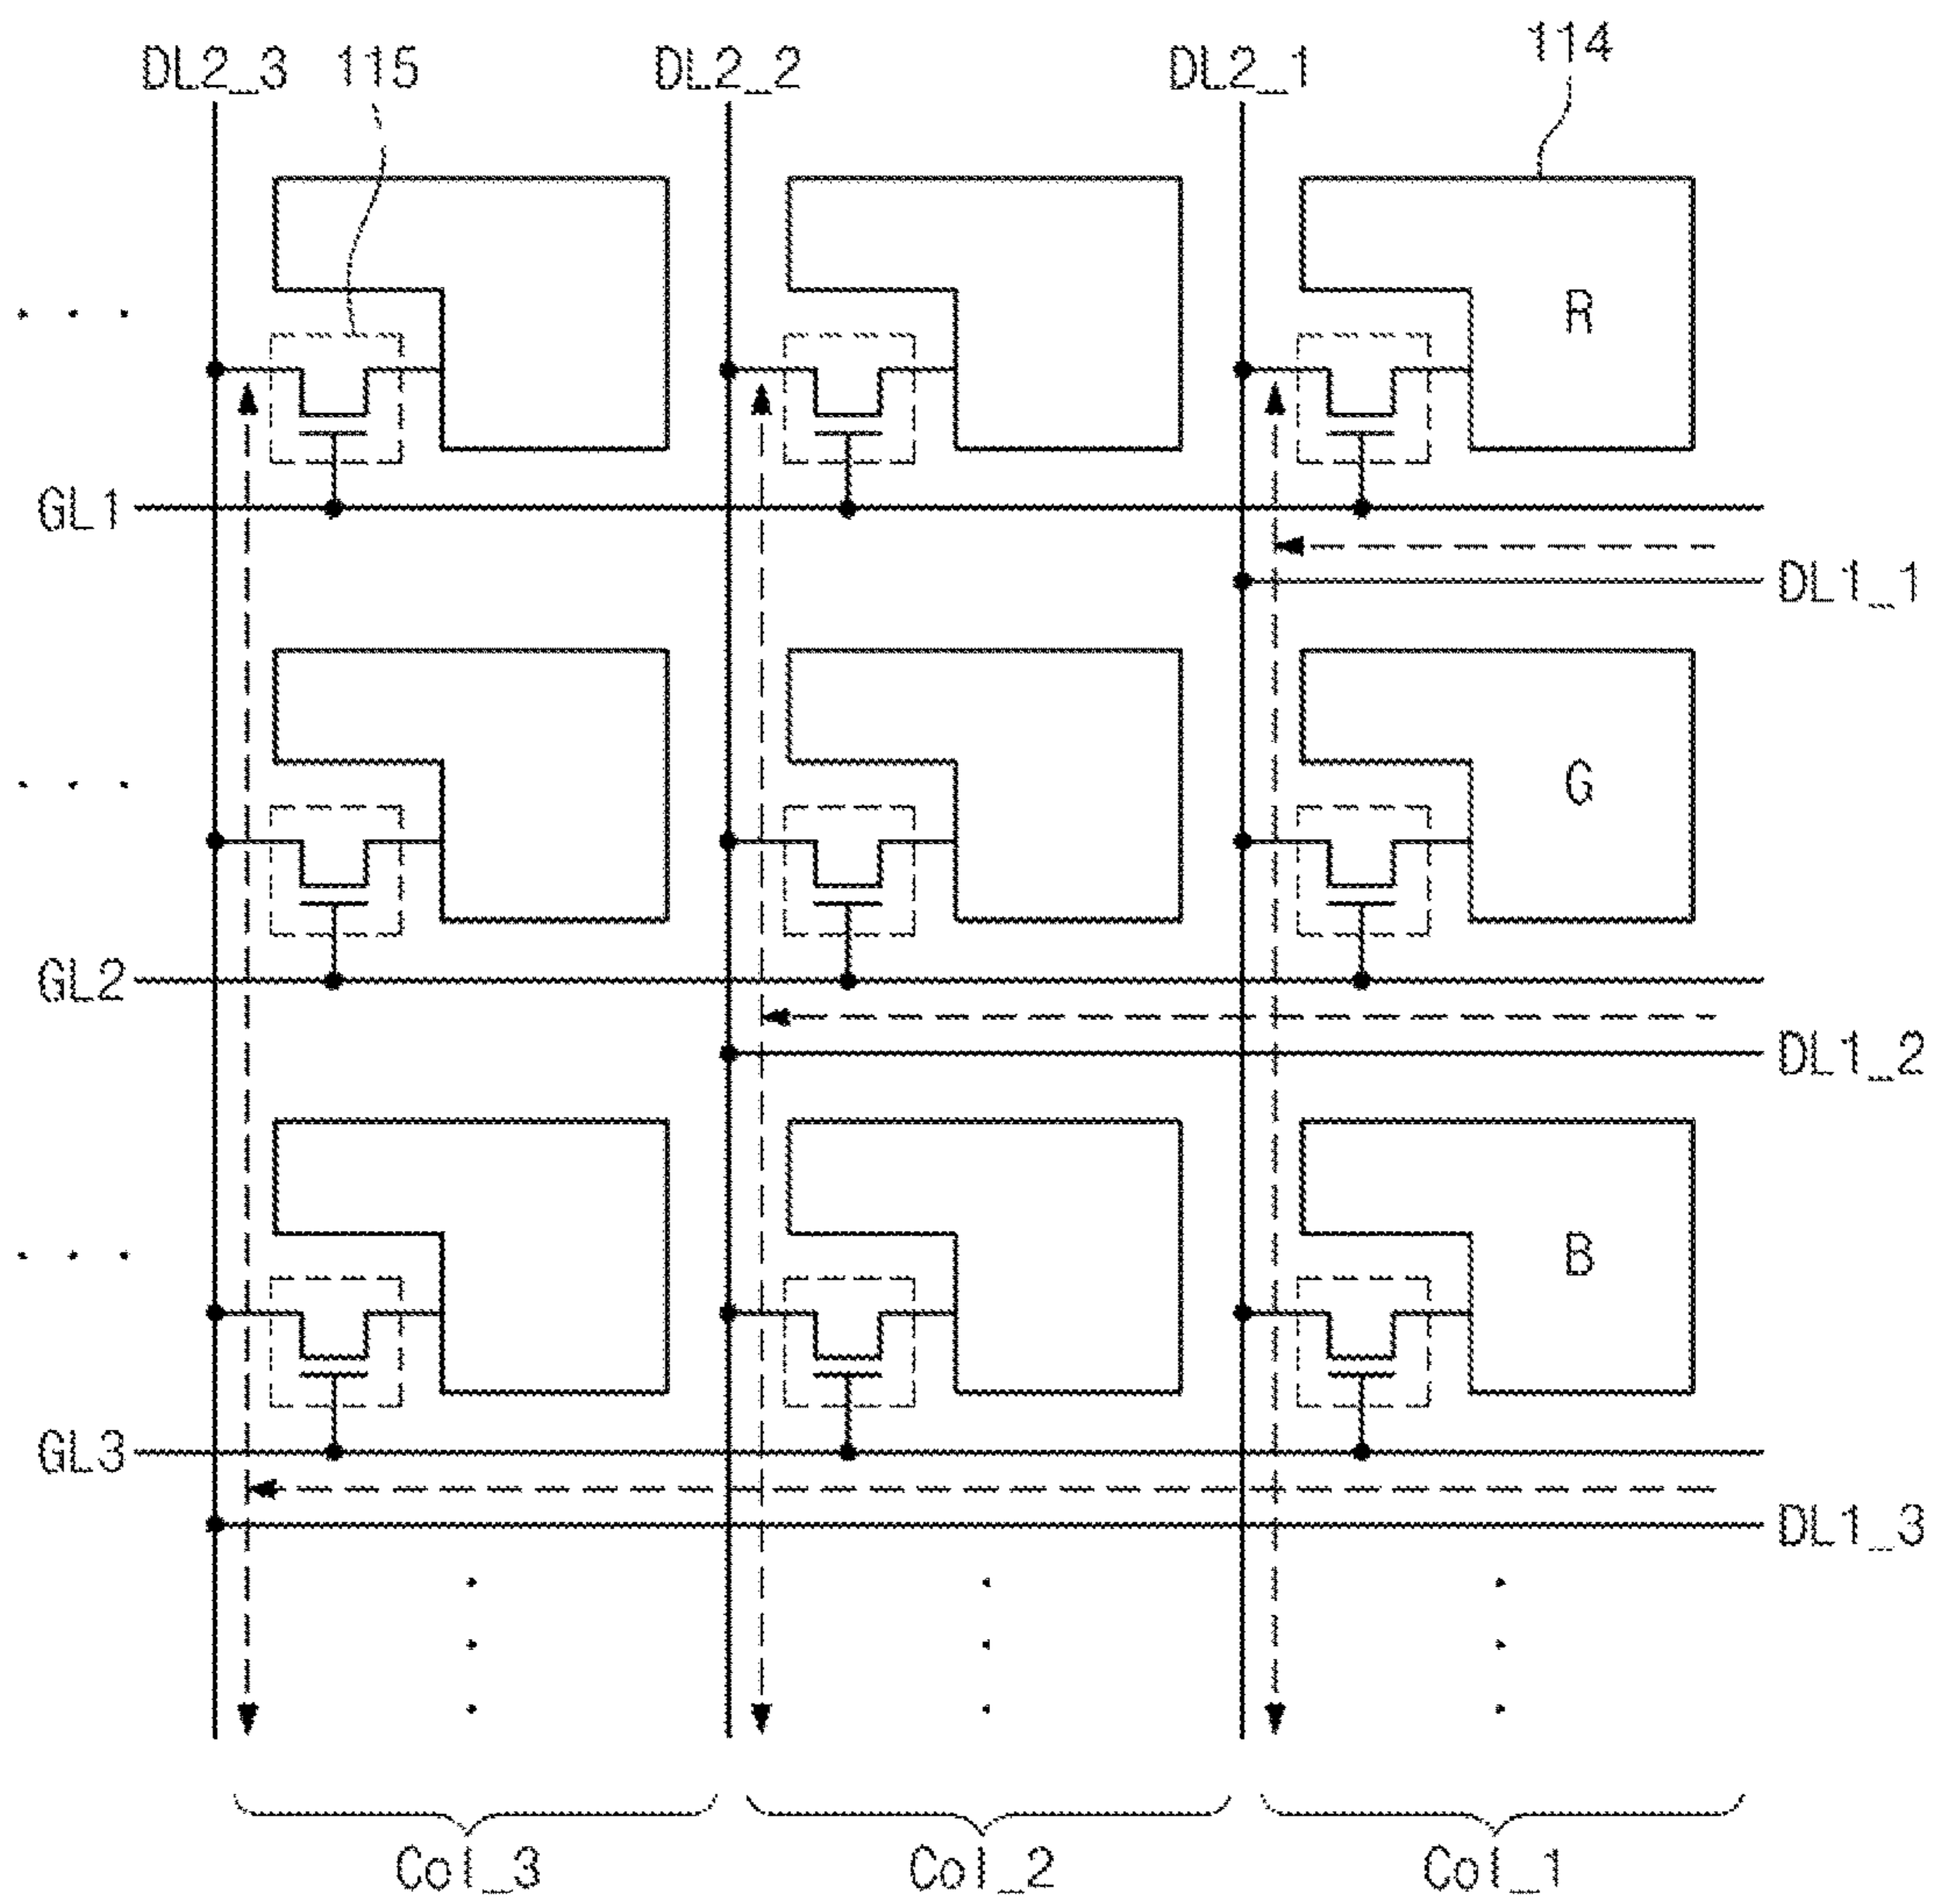 DL2_3 115 DL2_2 DL2_1 114
R
GL1
DL1_1
G
GL2
DL1_2
B
GL3
DL1_3
Col_3 Col_2 Col_1